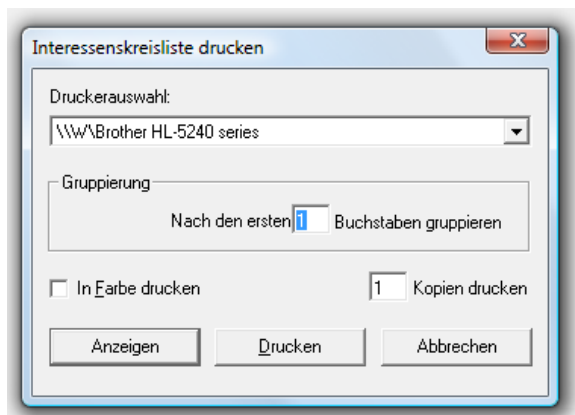 Interessenskreisliste drucken
Druckerauswahl:
\\W\Brother HL-5240 series
Gruppierung
Nach den ersten 1 Buchstaben gruppieren
In Farbe drucken 1 Kopien drucken
Anzeigen Drucken Abbrechen